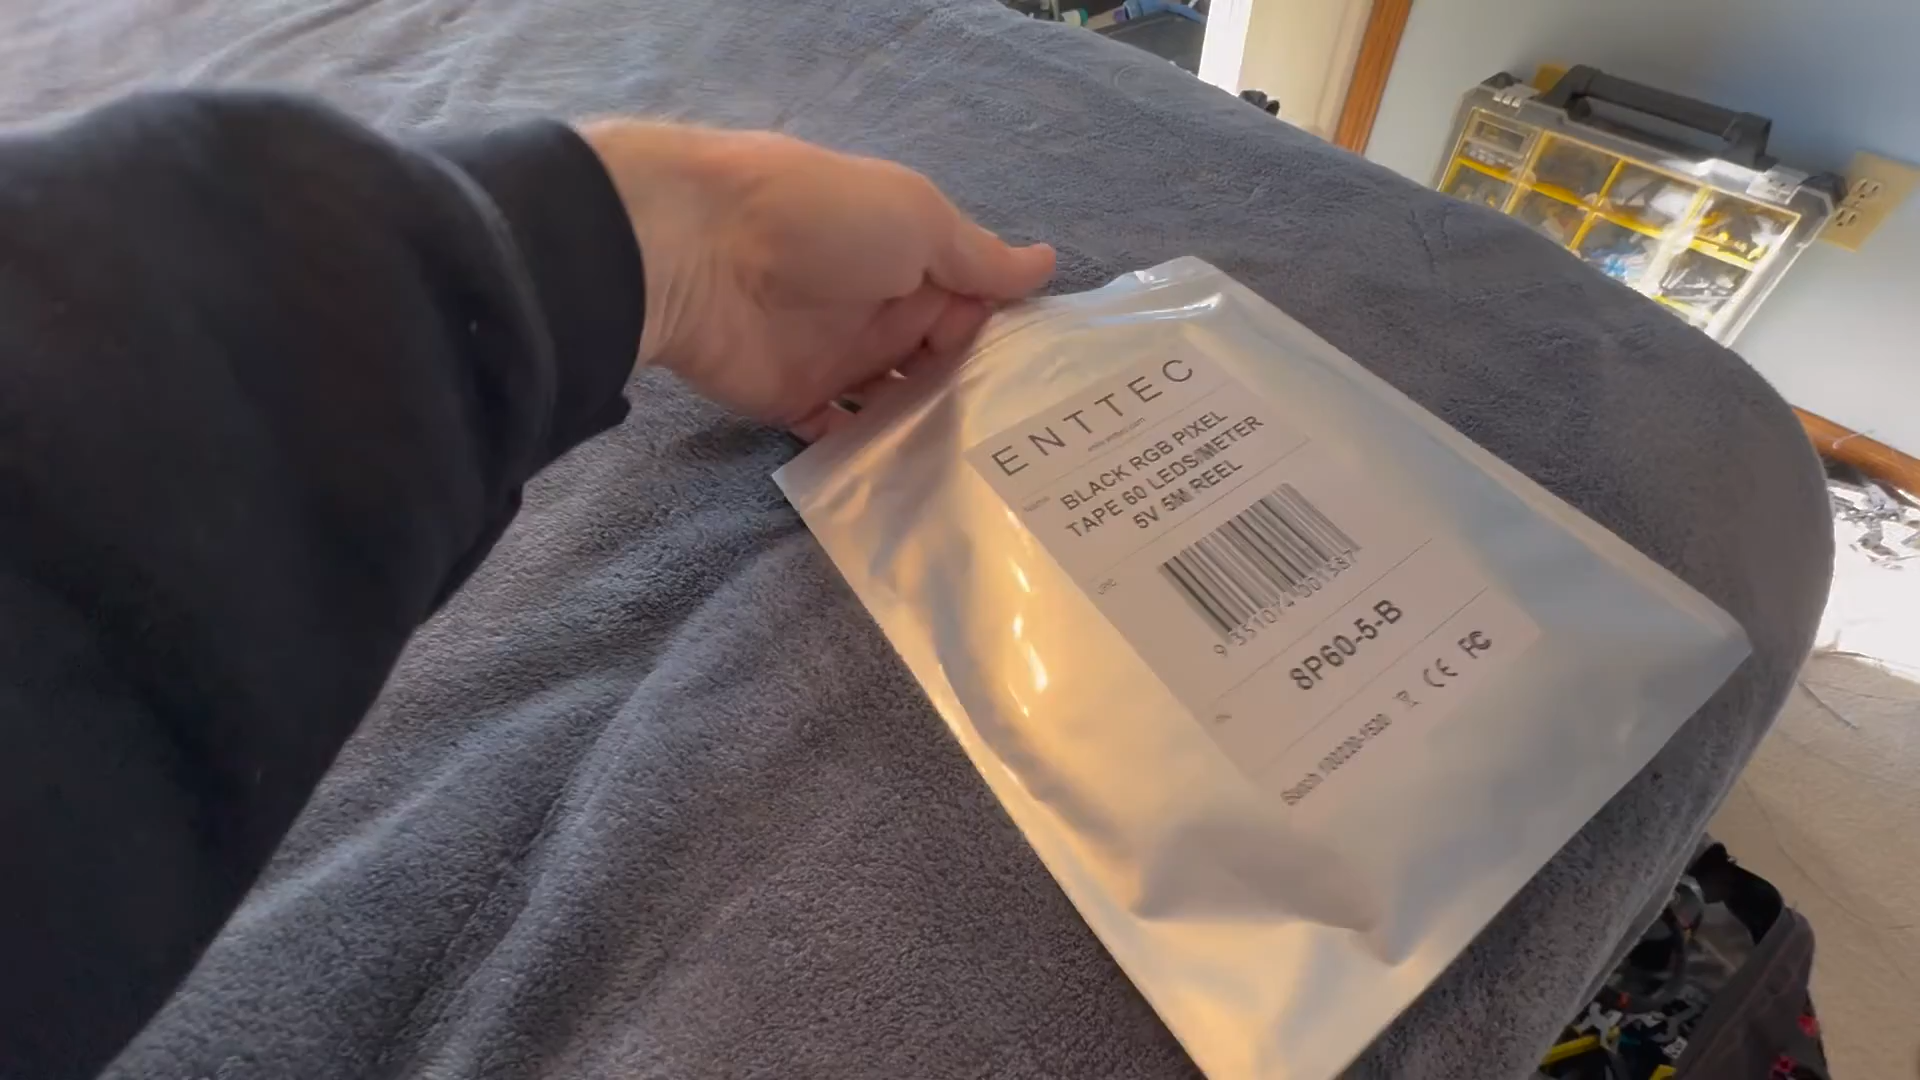 ENTTEC
BLACK RGB PIXEL
TAPE 60 LEDS/METER
5V 5M REEL
8P60-5-B
CE FC